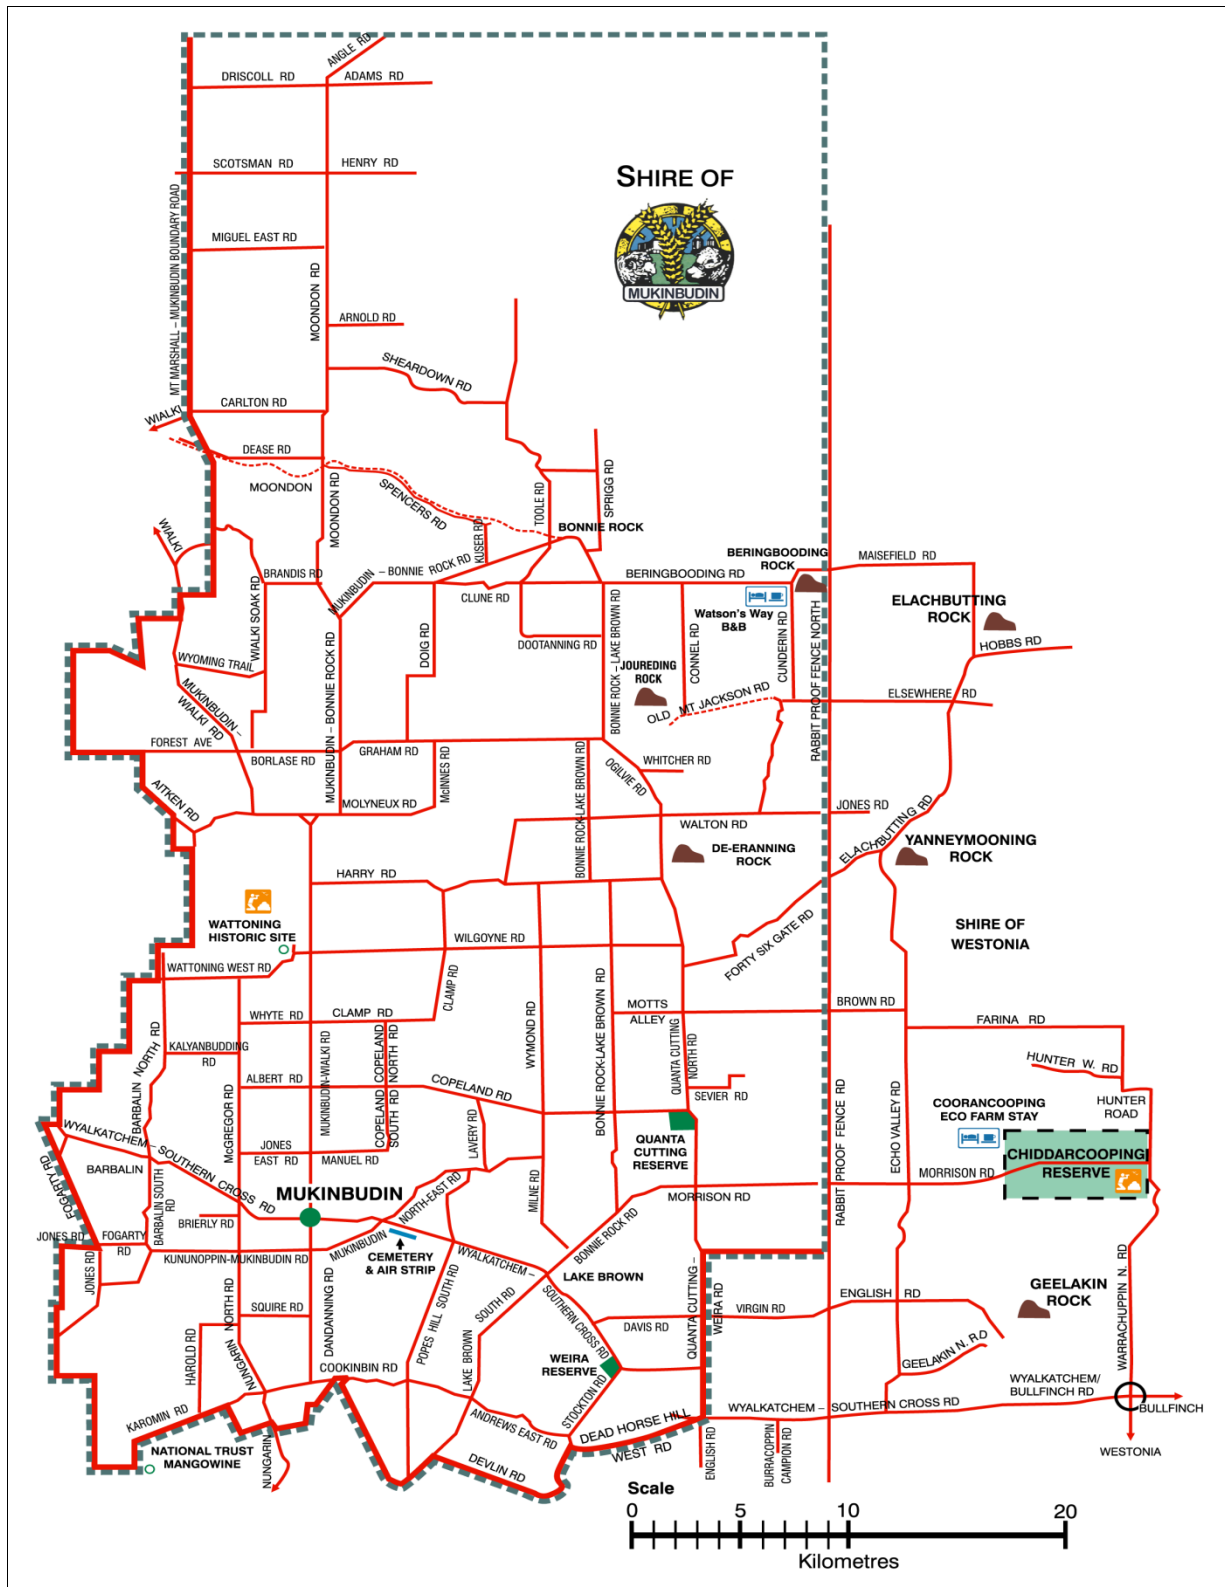 ANGLE RD
DRISCOLL RD
ADAMS RD
SCOTSMAN RD
HENRY RD
SHIRE OF
MUKINBUDIN
MT MARSHALL – MUKINBUDIN BOUNDARY ROAD
MIGUEL EAST RD
MOONDON RD
ARNOLD RD
SHEARDOWN RD
CARLTON RD
WIALKI
DEASE RD
MOONDON
MOONDON RD
SPENCERS RD
KUSER RD
TOOLE RD
SPRIGG RD
BONNIE ROCK
WIALKI
BRANDIS RD
MUKINBUDIN – BONNIE ROCK RD
CLUNE RD
BERINGBOODING RD
BERINGBOODING
ROCK
MAISEFIELD RD
Watson's Way
B&B
ELACHBUTTING
ROCK
HOBBS RD
WIALKI SOAK RD
WYOMING TRAIL
DOIG RD
DOOTANNING RD
BONNIE ROCK – LAKE BROWN RD
CONNEL RD
CUNDERIN RD
RABBIT PROOF FENCE NORTH
JOUREDING
ROCK
OLD MT JACKSON RD
ELSEWHERE RD
MUKINBUDIN –
WIALKI RD
MUKINBUDIN – BONNIE ROCK RD
FOREST AVE
BORLASE RD
GRAHAM RD
McINNES RD
BONNIE ROCK-LAKE BROWN RD
OGILVIE RD
WHITCHER RD
AITKEN RD
MOLYNEUX RD
WALTON RD
JONES RD
ELACHBUTTING RD
DE-ERANNING
ROCK
YANNEYMOONING
ROCK
HARRY RD
WATTONING
HISTORIC SITE
WILGOYNE RD
FORTY SIX GATE RD
SHIRE OF
WESTONIA
WATTONING WEST RD
CLAMP RD
WHYTE RD
CLAMP RD
MOTTS
ALLEY
BROWN RD
FARINA RD
KALYANBUDDING
RD
BARBALIN NORTH RD
MUKINBUDIN-WIALKI RD
COPELAND
NORTH RD
COPELAND
SOUTH RD
WYMOND RD
BONNIE ROCK-LAKE BROWN RD
QUANTA CUTTING
NORTH RD
HUNTER W. RD
ALBERT RD
COPELAND RD
SEVIER RD
HUNTER
ROAD
McGREGOR RD
WYALKATCHEM – SOUTHERN CROSS RD
LAVERY RD
RABBIT PROOF FENCE RD
ECHO VALLEY RD
COORANCOOPING
ECO FARM STAY
QUANTA
CUTTING
RESERVE
CHIDDARCOOPING
RESERVE
JONES
EAST RD
MANUEL RD
BARBALIN
FOGARTY RD
BARBALIN SOUTH
RD
MUKINBUDIN
NORTH-EAST RD
MILNE RD
MORRISON RD
MORRISON RD
BRIERLY RD
JONES RD
FOGARTY
RD
JONES RD
KUNUNOPPIN-MUKINBUDIN RD
MUKINBUDIN
CEMETERY
& AIR STRIP
WYALKATCHEM –
SOUTHERN CROSS RD
BONNIE ROCK RD
LAKE BROWN
WARRACHUPPIN N. RD
GEELAKIN
ROCK
SQUIRE RD
DANDANNING RD
POPES HILL SOUTH RD
LAKE BROWN
SOUTH RD
DAVIS RD
QUANTA CUTTING –
WEIRA RD
VIRGIN RD
ENGLISH RD
HAROLD RD
NUNGARIN NORTH RD
WEIRA
RESERVE
GEELAKIN N. R.D
COOKINBIN RD
STOCKTON RD
WYALKATCHEM/
BULLFINCH RD
KAROMIN RD
ANDREWS EAST RD
DEAD HORSE HILL
WEST RD
WYALKATCHEM – SOUTHERN CROSS RD
BULLFINCH
NATIONAL TRUST
MANGOWINE
NUNGARIN
DEVLIN RD
ENGLISH RD
BURRACOPPIN
CAMPION RD
WESTONIA
Scale
0 5 10 20
Kilometres